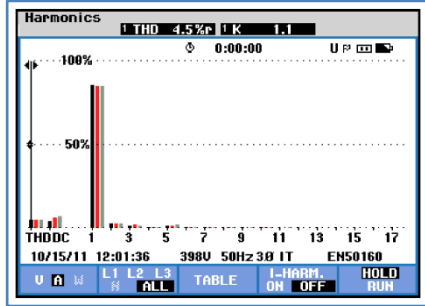 Harmonics
1 THD 4.5%r 1 K 1.1
0:00:00 U
100%
50%
THDDC 1 3 5 7 9 11 13 15 17
10/15/11 12:01:36 398V 50Hz 3Ø IT EN50160
V A W L1 L2 L3 N ALL TABLE I-HARM. ON OFF HOLD RUN